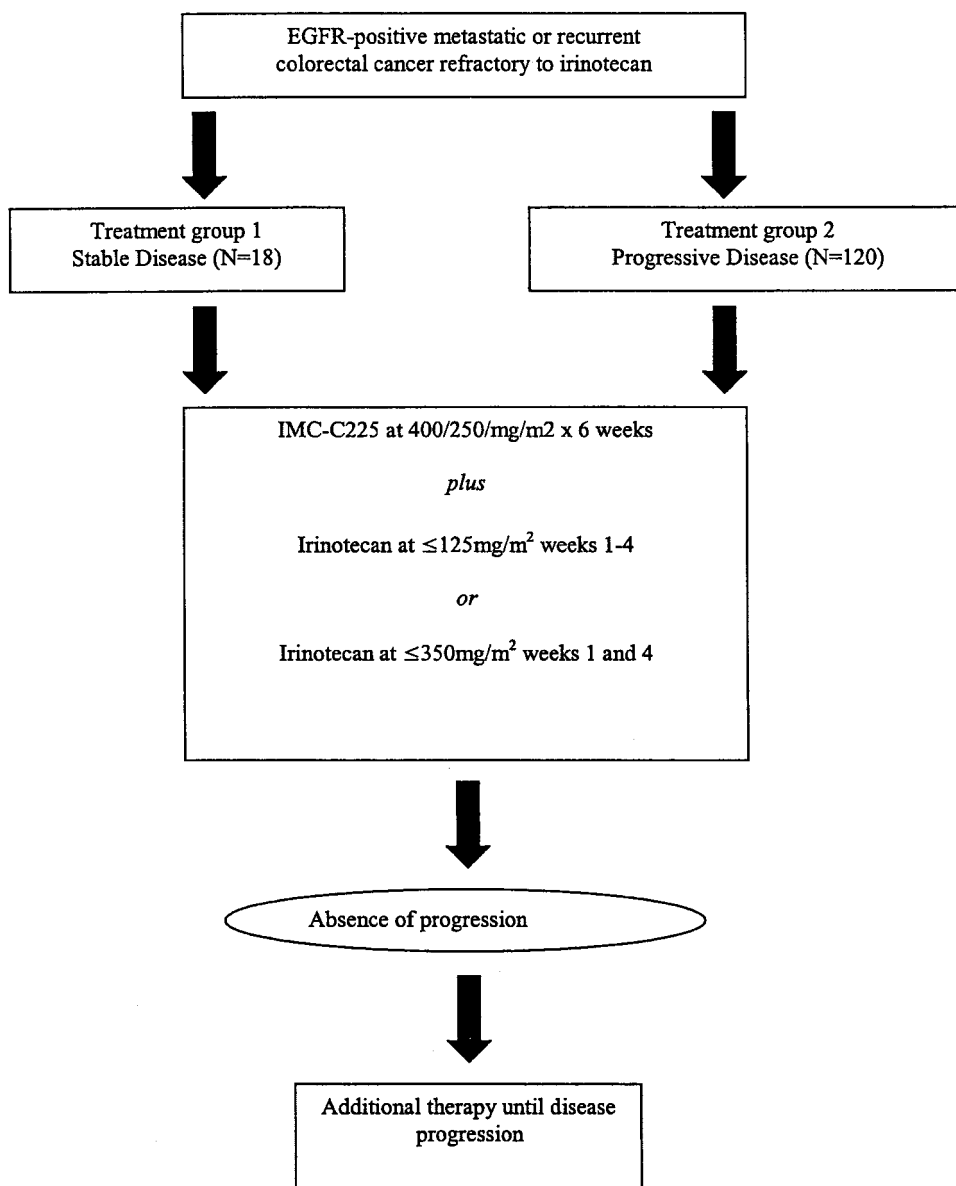 EGFR-positive metastatic or recurrent
colorectal cancer refractory to irinotecan
Treatment group 1
Stable Disease (N=18)
Treatment group 2
Progressive Disease (N=120)
IMC-C225 at 400/250/mg/m2 x 6 weeks
plus
Irinotecan at ≤125mg/m² weeks 1-4
or
Irinotecan at ≤350mg/m² weeks 1 and 4
Absence of progression
Additional therapy until disease
progression